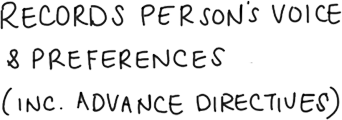 RECORDS PERSON'S VOICE
& PREFERENCES
(INC. ADVANCE DIRECTIVES)